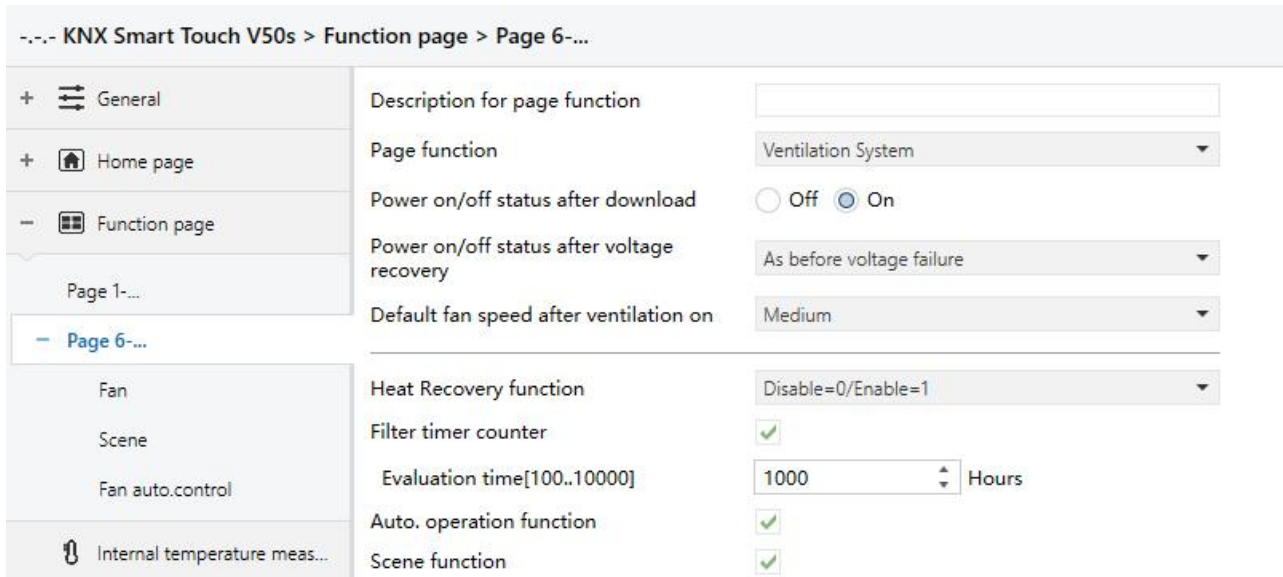 -.-.- KNX Smart Touch V50s > Function page > Page 6-...
+ General
+ Home page
− Function page
Page 1-...
− Page 6-...
Fan
Scene
Fan auto.control
Internal temperature meas...
Description for page function
Page function Ventilation System
Power on/off status after download Off On
Power on/off status after voltage
recovery As before voltage failure
Default fan speed after ventilation on Medium
Heat Recovery function Disable=0/Enable=1
Filter timer counter
Evaluation time[100..10000] 1000 Hours
Auto. operation function
Scene function